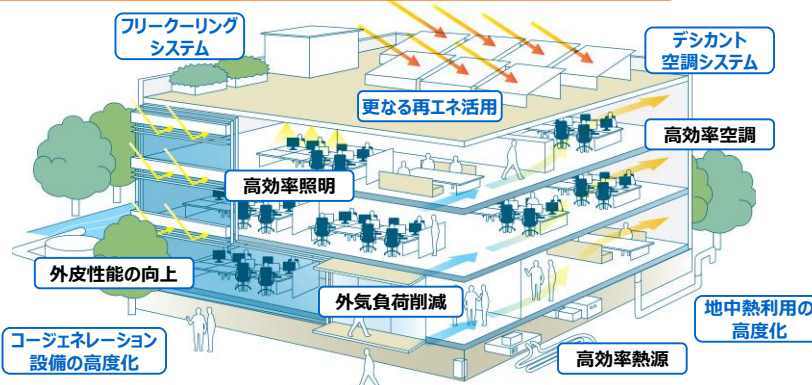 フリークーリング
システム
デシカント
空調システム
更なる再エネ活用
高効率空調
高効率照明
外皮性能の向上
外気負荷削減
地中熱利用の
高度化
コージェネレーション
設備の高度化
高効率熱源